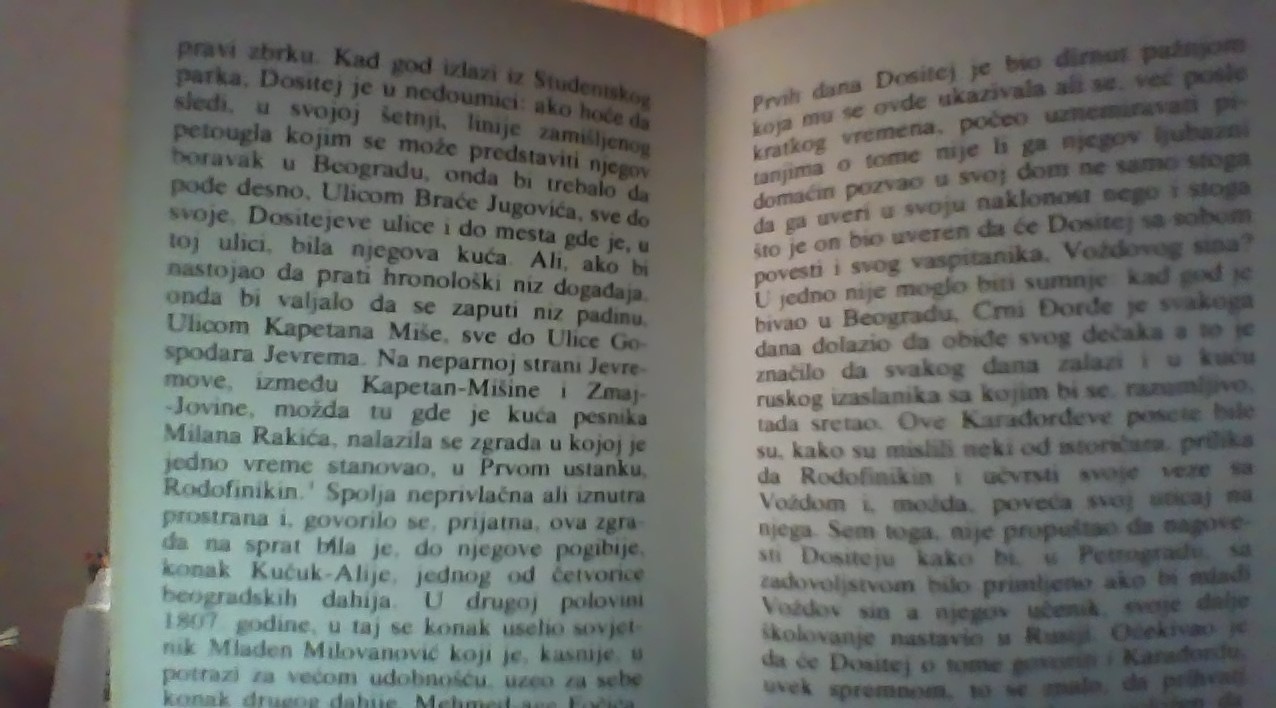 pravi zbrku. Kad god izlazi iz Studentskog
parka, Dositej je u nedoumici: ako hoće da
sledi, u svojoj šetnji, linije zamišljenog
petougla kojim se može predstaviti njegov
boravak u Beogradu, onda bi trebalo da
pođe desno, Ulicom Braće Jugovića, sve do
svoje, Dositejeve ulice i do mesta gde je, u
toj ulici, bila njegova kuća. Ali, ako bi
nastojao da prati hronološki niz događaja,
onda bi valjalo da se zaputi niz padinu,
Ulicom Kapetana Miše, sve do Ulice Go-
spodara Jevrema. Na neparnoj strani Jevre-
move, između Kapetan-Mišine i Zmaj-
-Jovine, možda tu gde je kuća pesnika
Milana Rakića, nalazila se zgrada u kojoj je
jedno vreme stanovao, u Prvom ustanku,
Rodofinikin.¹ Spolja neprivlačna ali iznutra
prostrana i, govorilo se, prijatna, ova zgra-
da na sprat bila je, do njegove pogibije,
konak Kučuk-Alije, jednog od četvorice
beogradskih dahija. U drugoj polovini
1807. godine, u taj se konak uselio sovjet-
nik Mladen Milovanović koji je, kasnije, u
potrazi za većom udobnošću, uzeo za sebe
konak drugog dahije, Mehmed-age Fočića,
Prvih dana Dositej je bio dirnut pažnjom
koja mu se ovde ukazivala ali se, već posle
kratkog vremena, počeo uznemiravati pi-
tanjima o tome nije li ga njegov ljubazni
domaćin pozvao u svoj dom ne samo stoga
da ga uveri u svoju naklonost nego i stoga
što je on bio uveren da će Dositej sa sobom
povesti i svog vaspitanika, Voždovog sina?
U jedno nije moglo biti sumnje: kad god je
bivao u Beogradu, Crni Đorđe je svakoga
dana dolazio da obiđe svog dečaka a to je
značilo da svakog dana zalazi i u kuću
ruskog izaslanika sa kojim bi se, razumljivo,
tada sretao. Ove Karađorđeve posete bile
su, kako su mislili neki od istoričara, prilika
da Rodofinikin i učvrsti svoje veze sa
Voždom i, možda, poveća svoj uticaj na
njega. Sem toga, nije propuštao da nagove-
sti Dositeju kako bi, u Petrogradu, sa
zadovoljstvom bilo primljeno ako bi mladi
Voždov sin a njegov učenik, svoje dalje
školovanje nastavio u Rusiji. Očekivao je
da će Dositej o tome govoriti i Karađorđu,
uvek spremnom, to se znalo, da prihvati